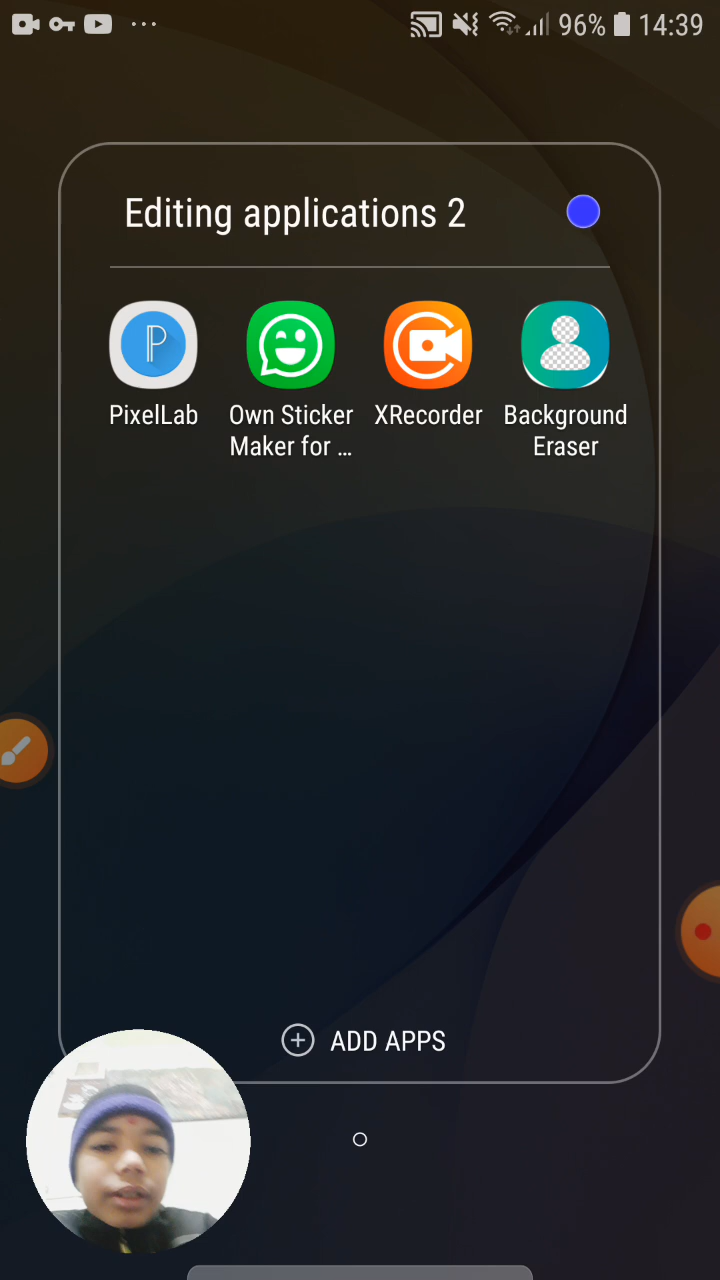 96% 14:39
Editing applications 2
PixelLab Own Sticker XRecorder Background
Maker for ... Eraser
ADD APPS